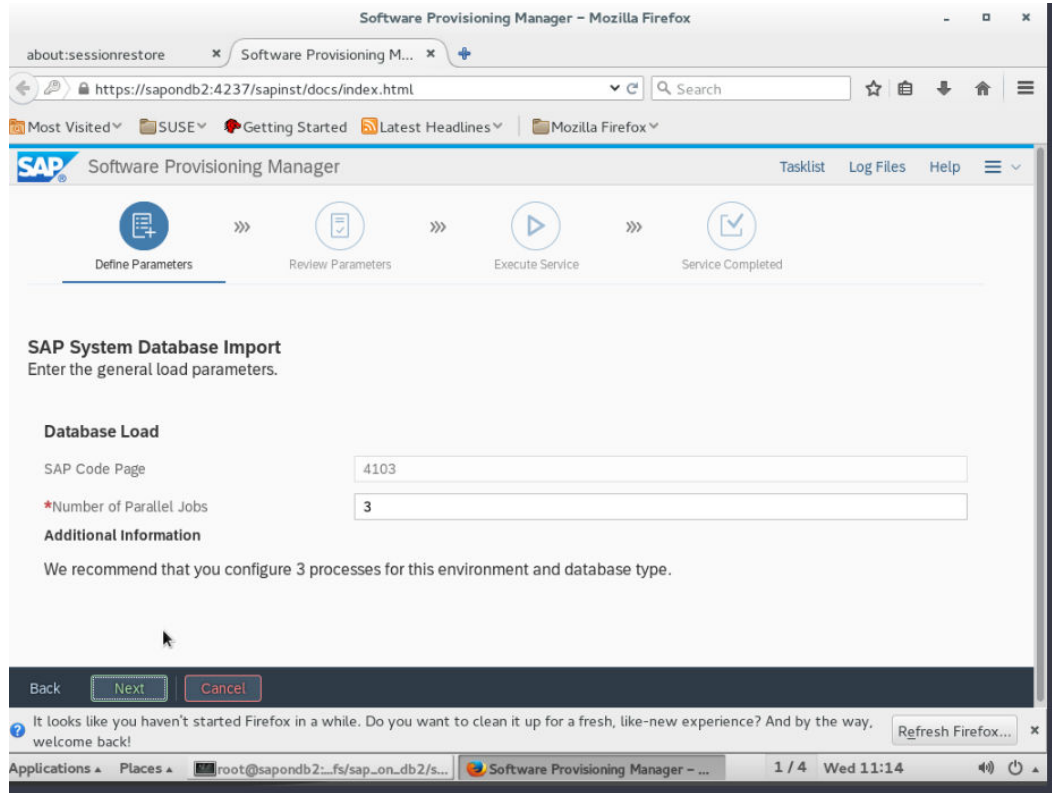 Software Provisioning Manager – Mozilla Firefox
about:sessionrestore
Software Provisioning M...
https://sapondb2:4237/sapinst/docs/index.html
Search
Most Visited
SUSE
Getting Started
Latest Headlines
Mozilla Firefox
SAP
Software Provisioning Manager
Tasklist
Log Files
Help
Define Parameters
Review Parameters
Execute Service
Service Completed
SAP System Database Import
Enter the general load parameters.
Database Load
SAP Code Page
4103
*Number of Parallel Jobs
3
Additional Information
We recommend that you configure 3 processes for this environment and database type.
Back
Next
Cancel
It looks like you haven't started Firefox in a while. Do you want to clean it up for a fresh, like-new experience? And by the way,
welcome back!
Refresh Firefox...
Applications
Places
root@sapondb2:...fs/sap_on_db2/s...
Software Provisioning Manager – ...
1 / 4
Wed 11:14